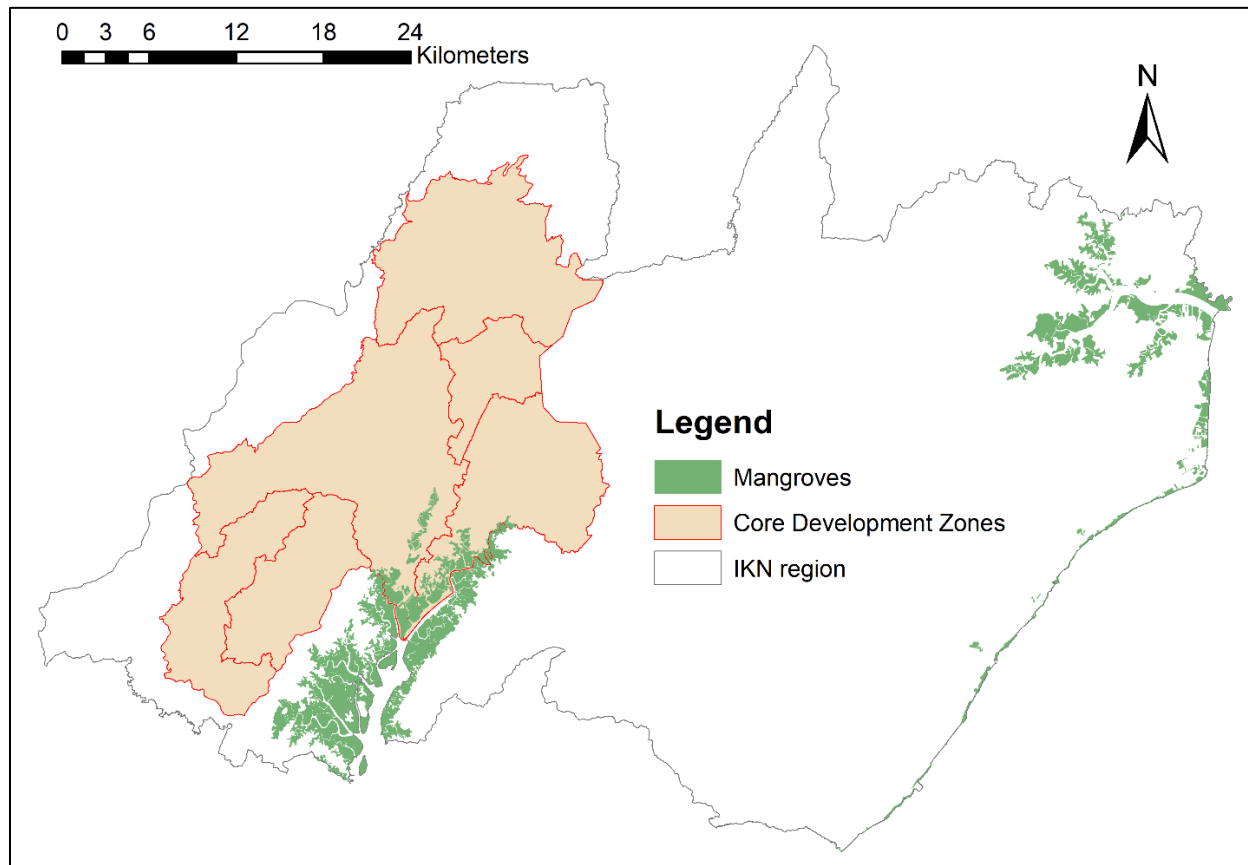 0 3 6 12 18 24
Kilometers
N
Legend
Mangroves
Core Development Zones
IKN region